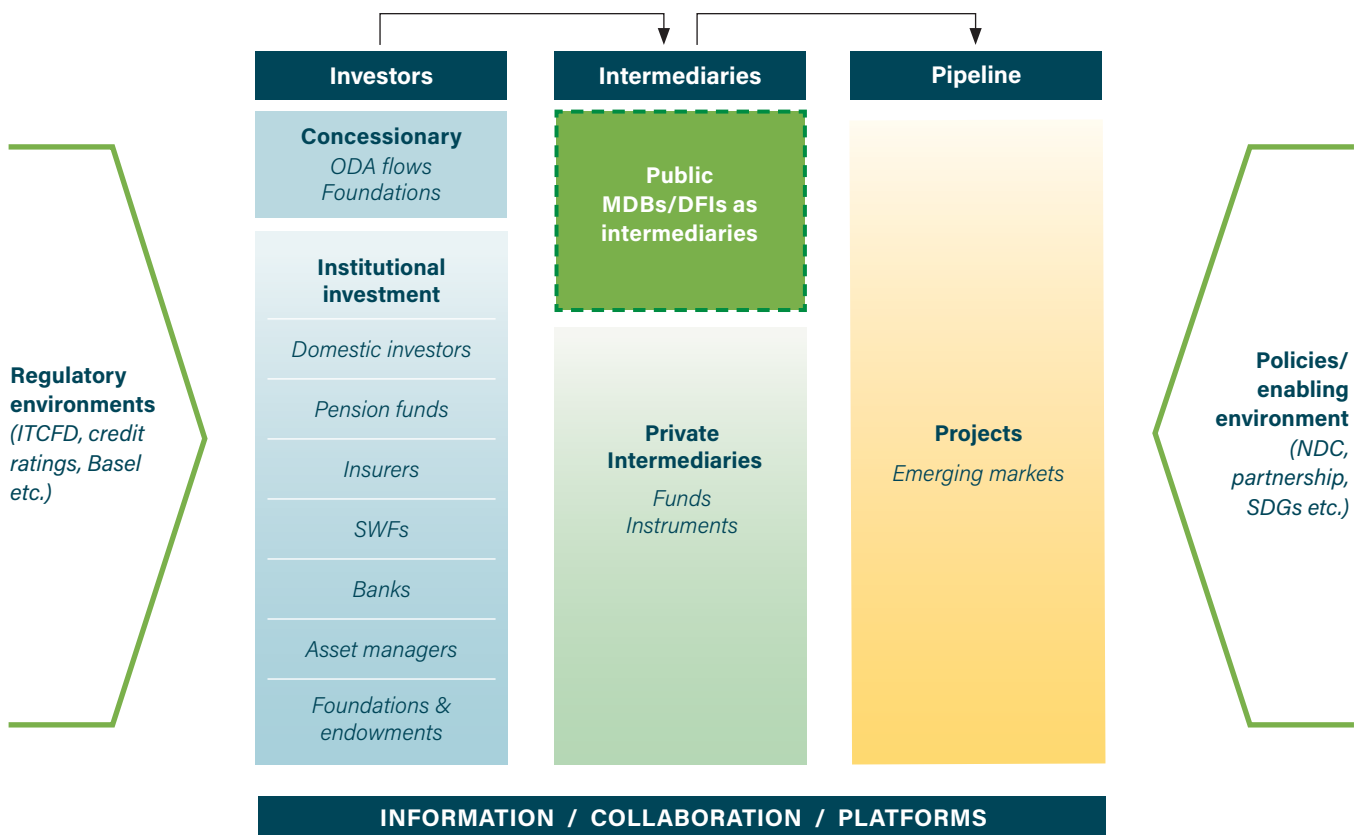 Investors
Intermediaries
Pipeline
Concessionary
ODA flows
Foundations
Institutional
investment
Domestic investors
Pension funds
Insurers
SWFs
Banks
Asset managers
Foundations &
endowments
Public
MDBs/DFIs as
intermediaries
Private
Intermediaries
Funds
Instruments
Projects
Emerging markets
Regulatory
environments
(ITCFD, credit
ratings, Basel
etc.)
Policies/
enabling
environment
(NDC,
partnership,
SDGs etc.)
INFORMATION / COLLABORATION / PLATFORMS